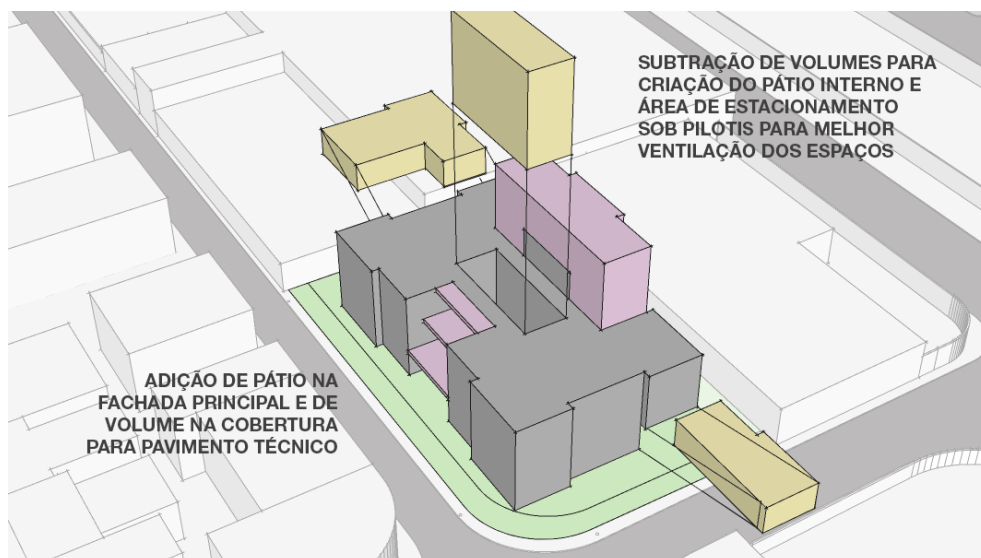 SUBTRAÇÃO DE VOLUMES PARA
CRIAÇÃO DO PÁTIO INTERNO E
ÁREA DE ESTACIONAMENTO
SOB PILOTIS PARA MELHOR
VENTILAÇÃO DOS ESPAÇOS
ADIÇÃO DE PÁTIO NA
FACHADA PRINCIPAL E DE
VOLUME NA COBERTURA
PARA PAVIMENTO TÉCNICO